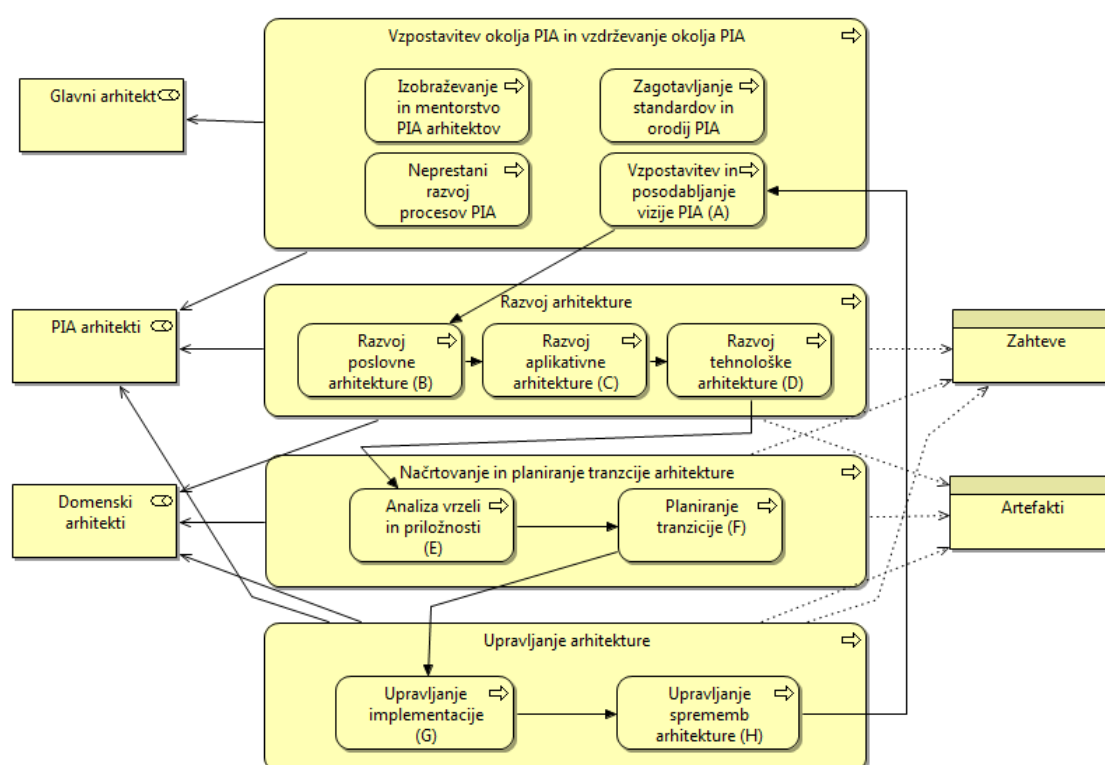 Vzpostavitev okolja PIA in vzdrževanje okolja PIA
Glavni arhitekt
Izobraževanje
in mentorstvo
PIA arhitektov
Zagotavljanje
standardov in
orodij PIA
Neprestani
razvoj
procesov PIA
Vzpostavitev in
posodabljanje
vizije PIA (A)
PIA arhitekti
Razvoj arhitekture
Razvoj
poslovne
arhitekture (B)
Razvoj
aplikativne
arhitekture (C)
Razvoj
tehnološke
arhitekture (D)
Zahteve
Domenski
arhitekti
Načrtovanje in planiranje tranzcije arhitekture
Analiza vrzeli
in priložnosti
(E)
Planiranje
tranzicije (F)
Artefakti
Upravljanje arhitekture
Upravljanje
implementacije
(G)
Upravljanje
sprememb
arhitekture (H)